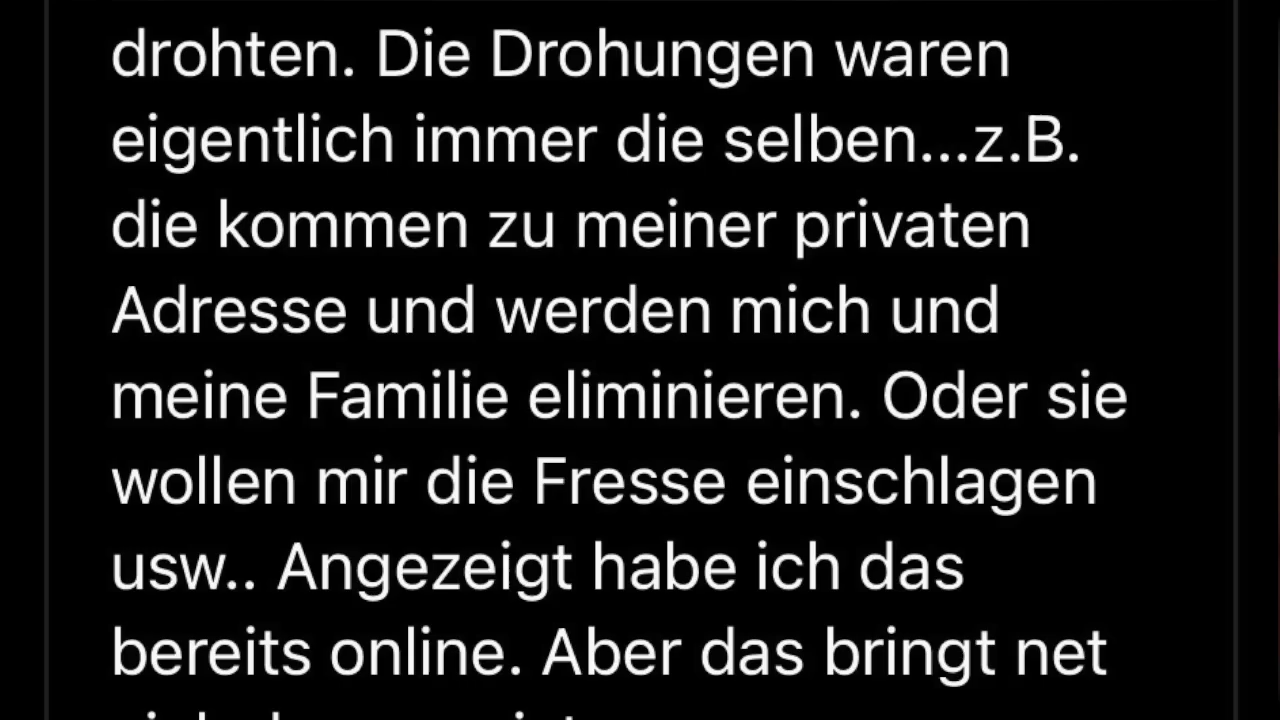 drohten. Die Drohungen waren
eigentlich immer die selben...z.B.
die kommen zu meiner privaten
Adresse und werden mich und
meine Familie eliminieren. Oder sie
wollen mir die Fresse einschlagen
usw.. Angezeigt habe ich das
bereits online. Aber das bringt net